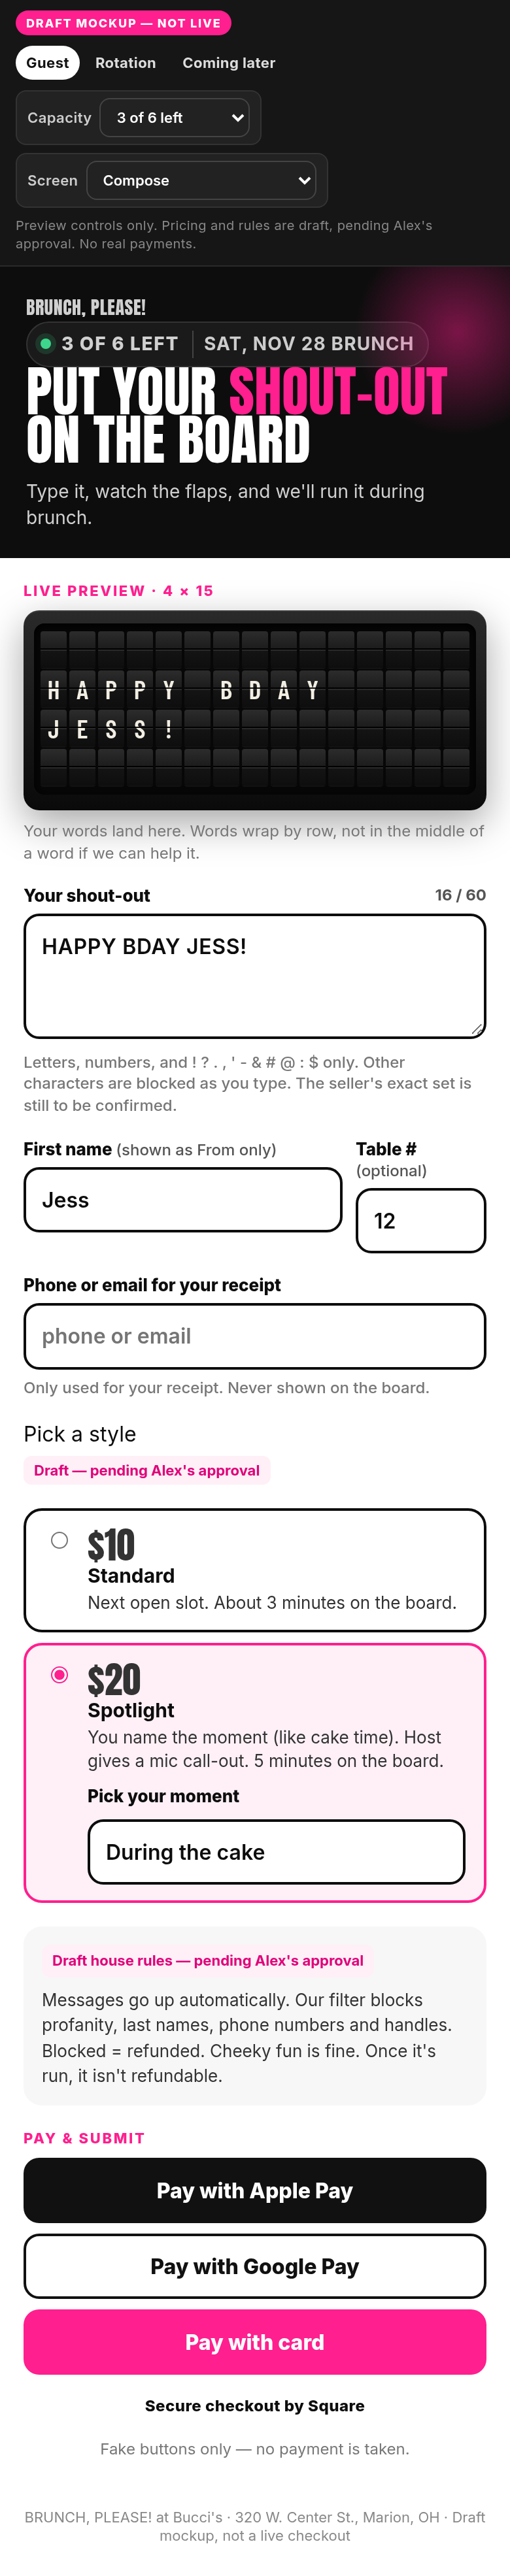 DRAFT MOCKUP — NOT LIVE
Guest Rotation Coming later
Capacity 3 of 6 left
Screen Compose
Preview controls only. Pricing and rules are draft, pending Alex's
approval. No real payments.
BRUNCH, PLEASE!
3 OF 6 LEFT SAT, NOV 28 BRUNCH
PUT YOUR SHOUT-OUT
ON THE BOARD
Type it, watch the flaps, and we'll run it during
brunch.
LIVE PREVIEW · 4 × 15
HAPPY BDAY
JESS!
Your words land here. Words wrap by row, not in the middle of
a word if we can help it.
Your shout-out 16 / 60
HAPPY BDAY JESS!
Letters, numbers, and ! ? . , ' - & # @ : $ only. Other
characters are blocked as you type. The seller's exact set is
still to be confirmed.
First name (shown as From only)
Jess
Table #
(optional)
12
Phone or email for your receipt
phone or email
Only used for your receipt. Never shown on the board.
Pick a style
Draft — pending Alex's approval
$10
Standard
Next open slot. About 3 minutes on the board.
$20
Spotlight
You name the moment (like cake time). Host
gives a mic call-out. 5 minutes on the board.
Pick your moment
During the cake
Draft house rules — pending Alex's approval
Messages go up automatically. Our filter blocks
profanity, last names, phone numbers and handles.
Blocked = refunded. Cheeky fun is fine. Once it's
run, it isn't refundable.
PAY & SUBMIT
Pay with Apple Pay
Pay with Google Pay
Pay with card
Secure checkout by Square
Fake buttons only — no payment is taken.
BRUNCH, PLEASE! at Bucci's · 320 W. Center St., Marion, OH · Draft
mockup, not a live checkout